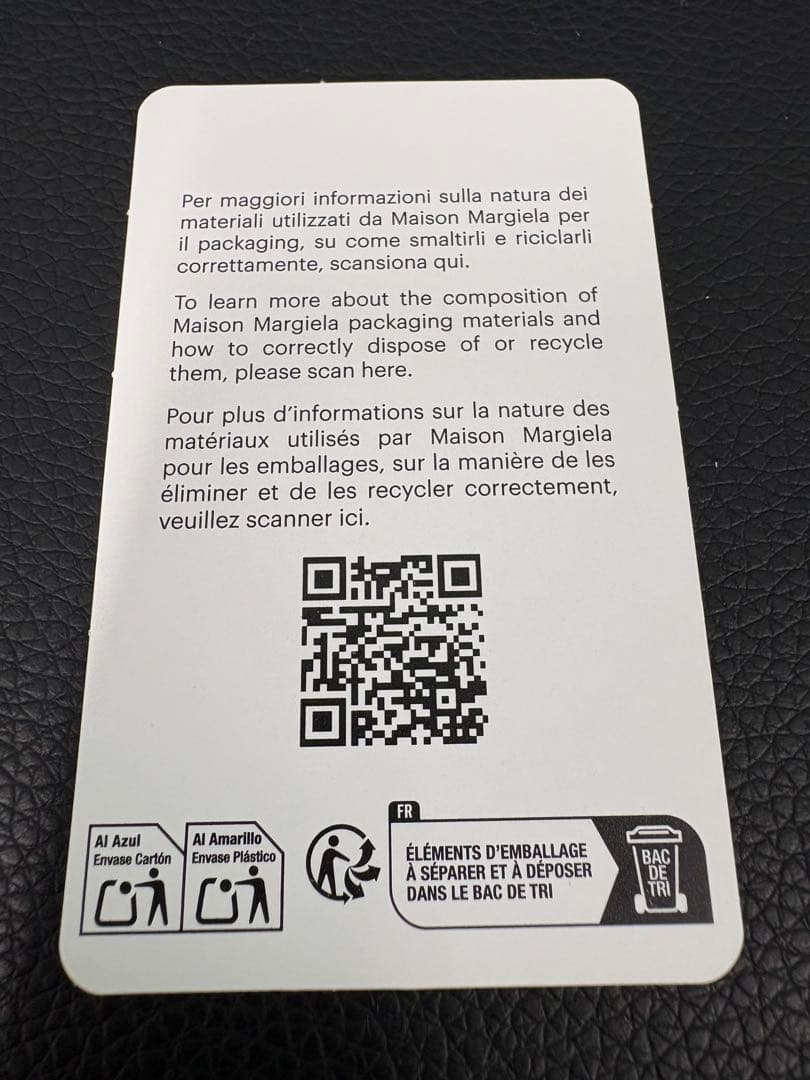 Per maggiori informazioni sulla natura dei
materiali utilizzati da Maison Margiela per
il packaging, su come smaltirli e riciclarli
correttamente, scansiona qui.
To learn more about the composition of
Maison Margiela packaging materials and
how to correctly dispose of or recycle
them, please scan here.
Pour plus d'informations sur la nature des
matériaux utilisés par Maison Margiela
pour les emballages, sur la manière de les
éliminer et de les recycler correctement,
veuillez scanner ici.
Al Azul
Envase Cartón
Al Amarillo
Envase Plástico
FR
ÉLÉMENTS D'EMBALLAGE
À SÉPARER ET À DÉPOSER
DANS LE BAC DE TRI
BAC
DE
TRI